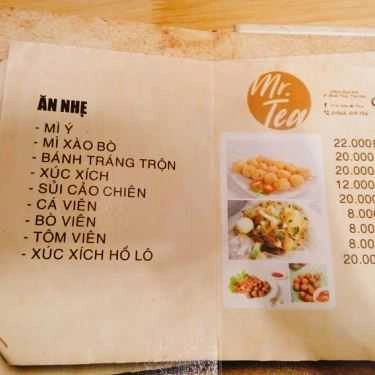 ĂN NHẸ
- MÌ Ý
- MÌ XÀO BÒ
- BÁNH TRÁNG TRỘN
- XÚC XÍCH
- SỦI CẢO CHIÊN
- CÁ VIÊN
- BÒ VIÊN
- TÔM VIÊN
- XÚC XÍCH HỒ LÔ
Mr.
Tea
22.000
20.000
20.000
12.000
20.000
8.000
8.000
8.000
20.000